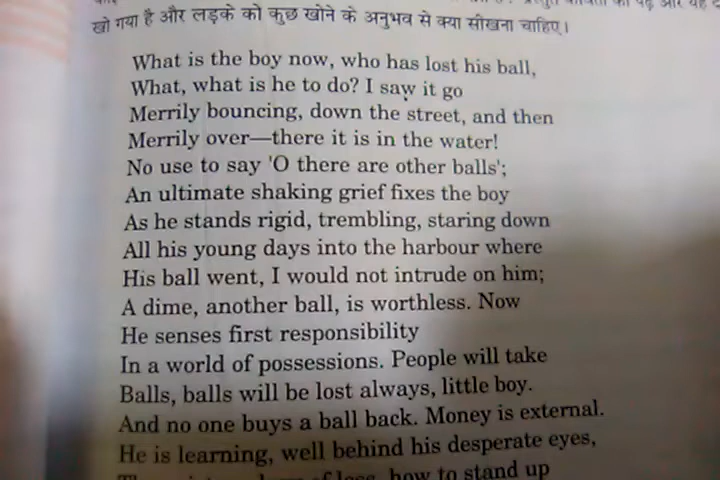 खो गया है और लड़के को कुछ खोने के अनुभव से क्या सीखना चाहिए।
What is the boy now, who has lost his ball,
What, what is he to do? I saw it go
Merrily bouncing, down the street, and then
Merrily over—there it is in the water!
No use to say 'O there are other balls';
An ultimate shaking grief fixes the boy
As he stands rigid, trembling, staring down
All his young days into the harbour where
His ball went, I would not intrude on him;
A dime, another ball, is worthless. Now
He senses first responsibility
In a world of possessions. People will take
Balls, balls will be lost always, little boy.
And no one buys a ball back. Money is external.
He is learning, well behind his desperate eyes,
of loss, how to stand up